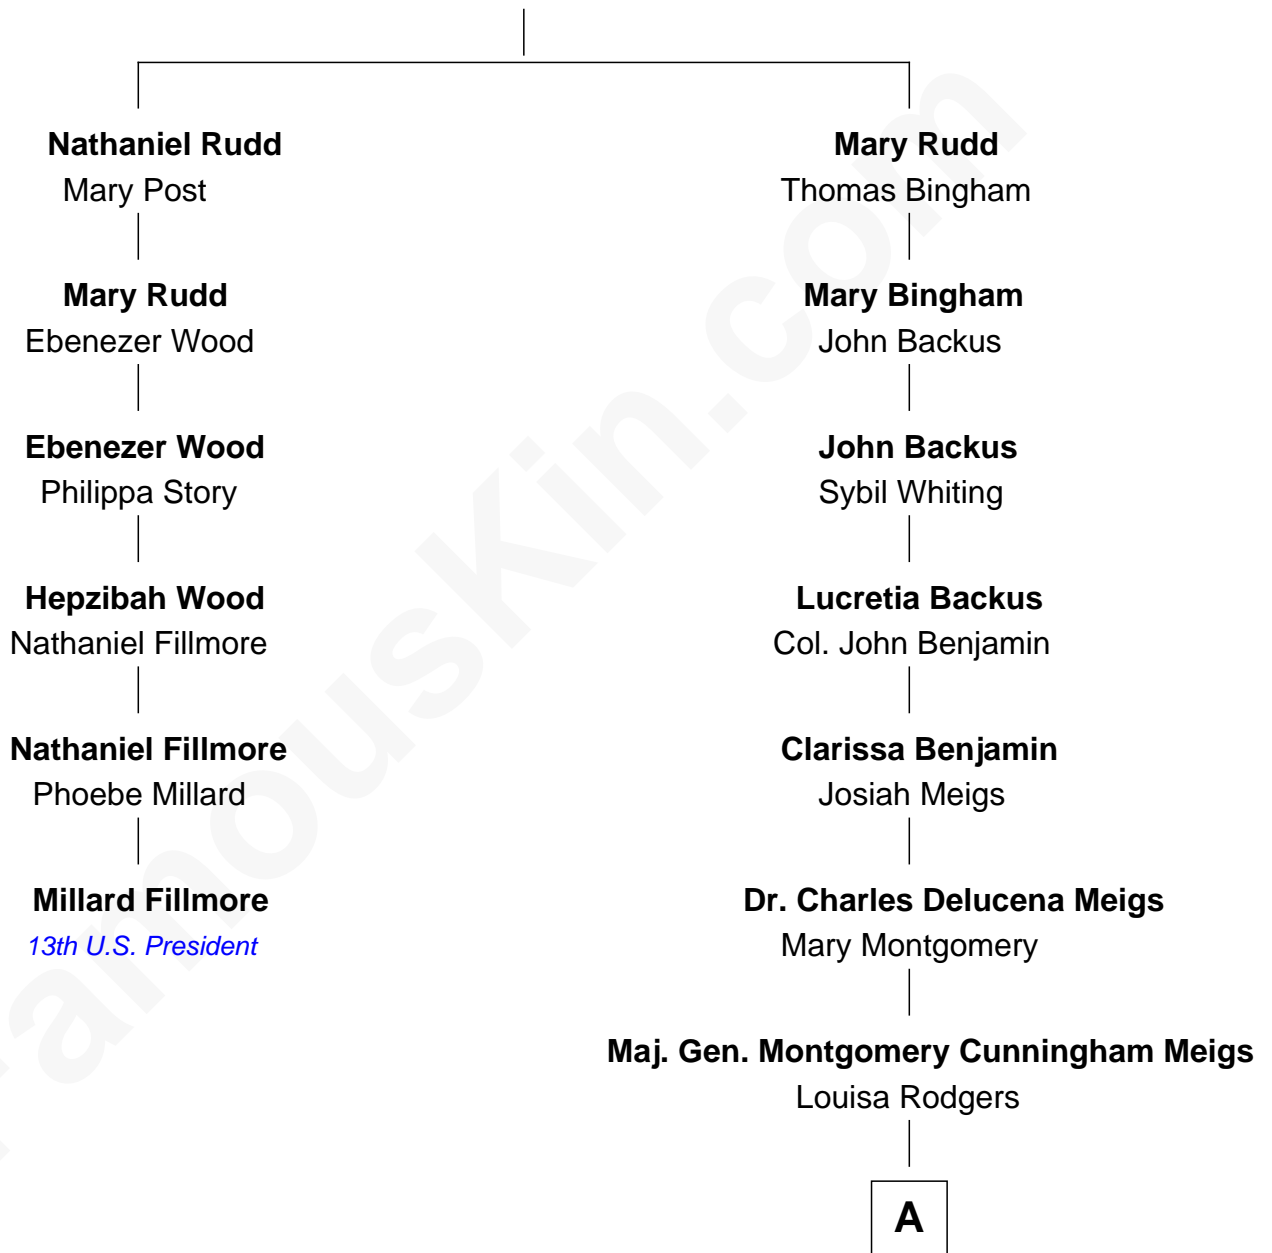 Nathaniel Rudd
Mary Post
Mary Rudd
Ebenezer Wood
Ebenezer Wood
Philippa Story
Hepzibah Wood
Nathaniel Fillmore
Nathaniel Fillmore
Phoebe Millard
Millard Fillmore
13th U.S. President
Mary Rudd
Thomas Bingham
Mary Bingham
John Backus
John Backus
Sybil Whiting
Lucretia Backus
Col. John Benjamin
Clarissa Benjamin
Josiah Meigs
Dr. Charles Delucena Meigs
Mary Montgomery
Maj. Gen. Montgomery Cunningham Meigs
Louisa Rodgers
A
FamousKin.com